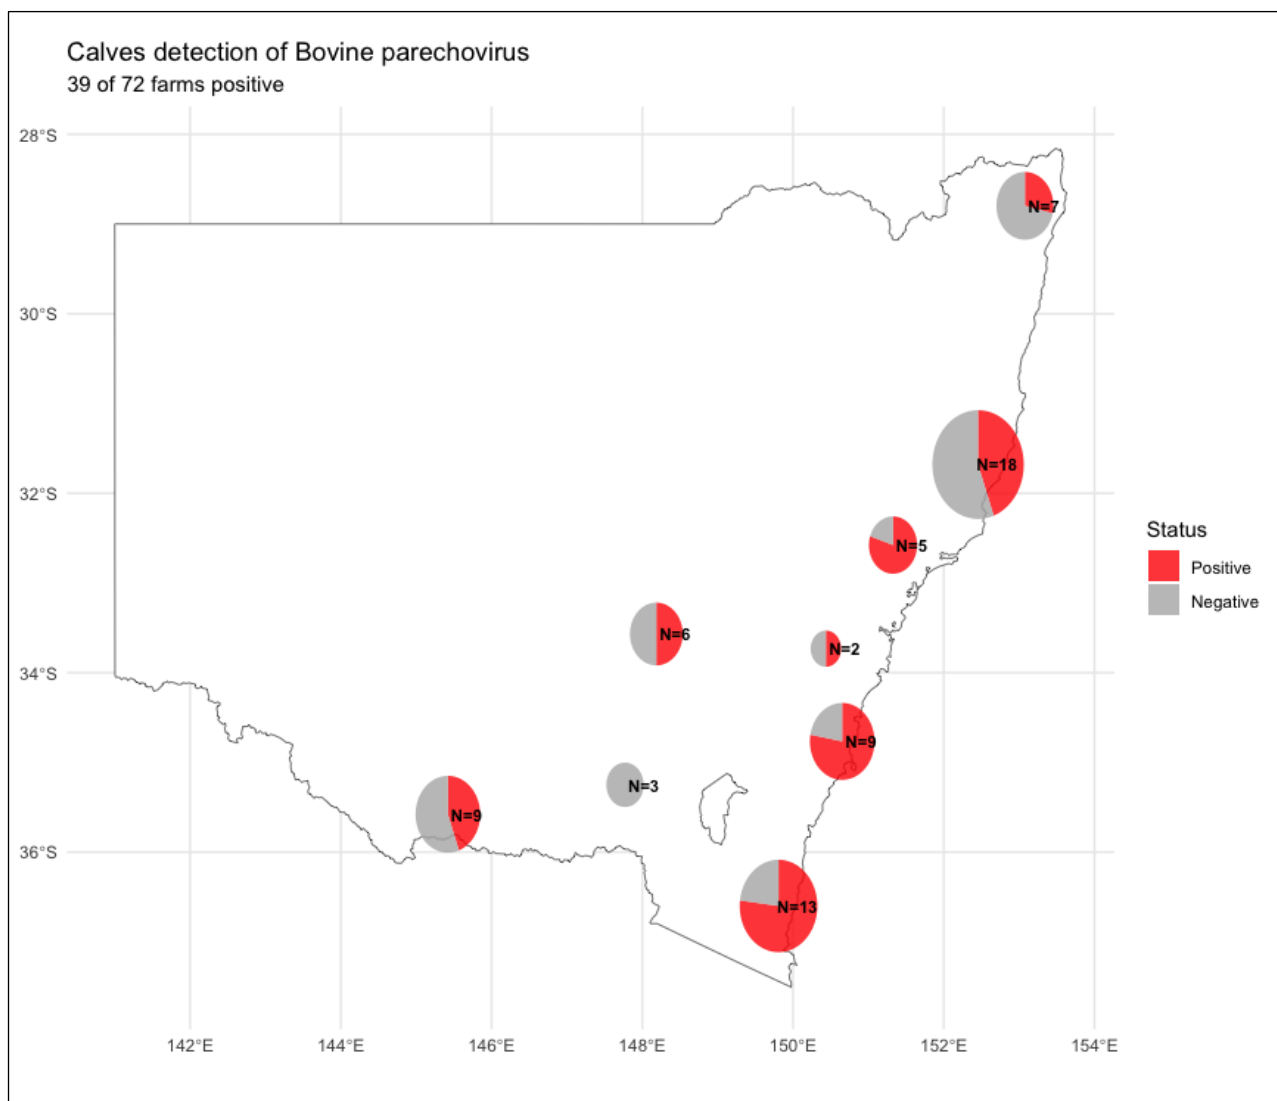 Calves detection of Bovine parechovirus
39 of 72 farms positive
28°S
30°S
32°S
34°S
36°S
N=7
N=18
N=5
N=6
N=2
N=9
N=3
N=9
N=13
142°E
144°E
146°E
148°E
150°E
152°E
154°E
Status
Positive
Negative